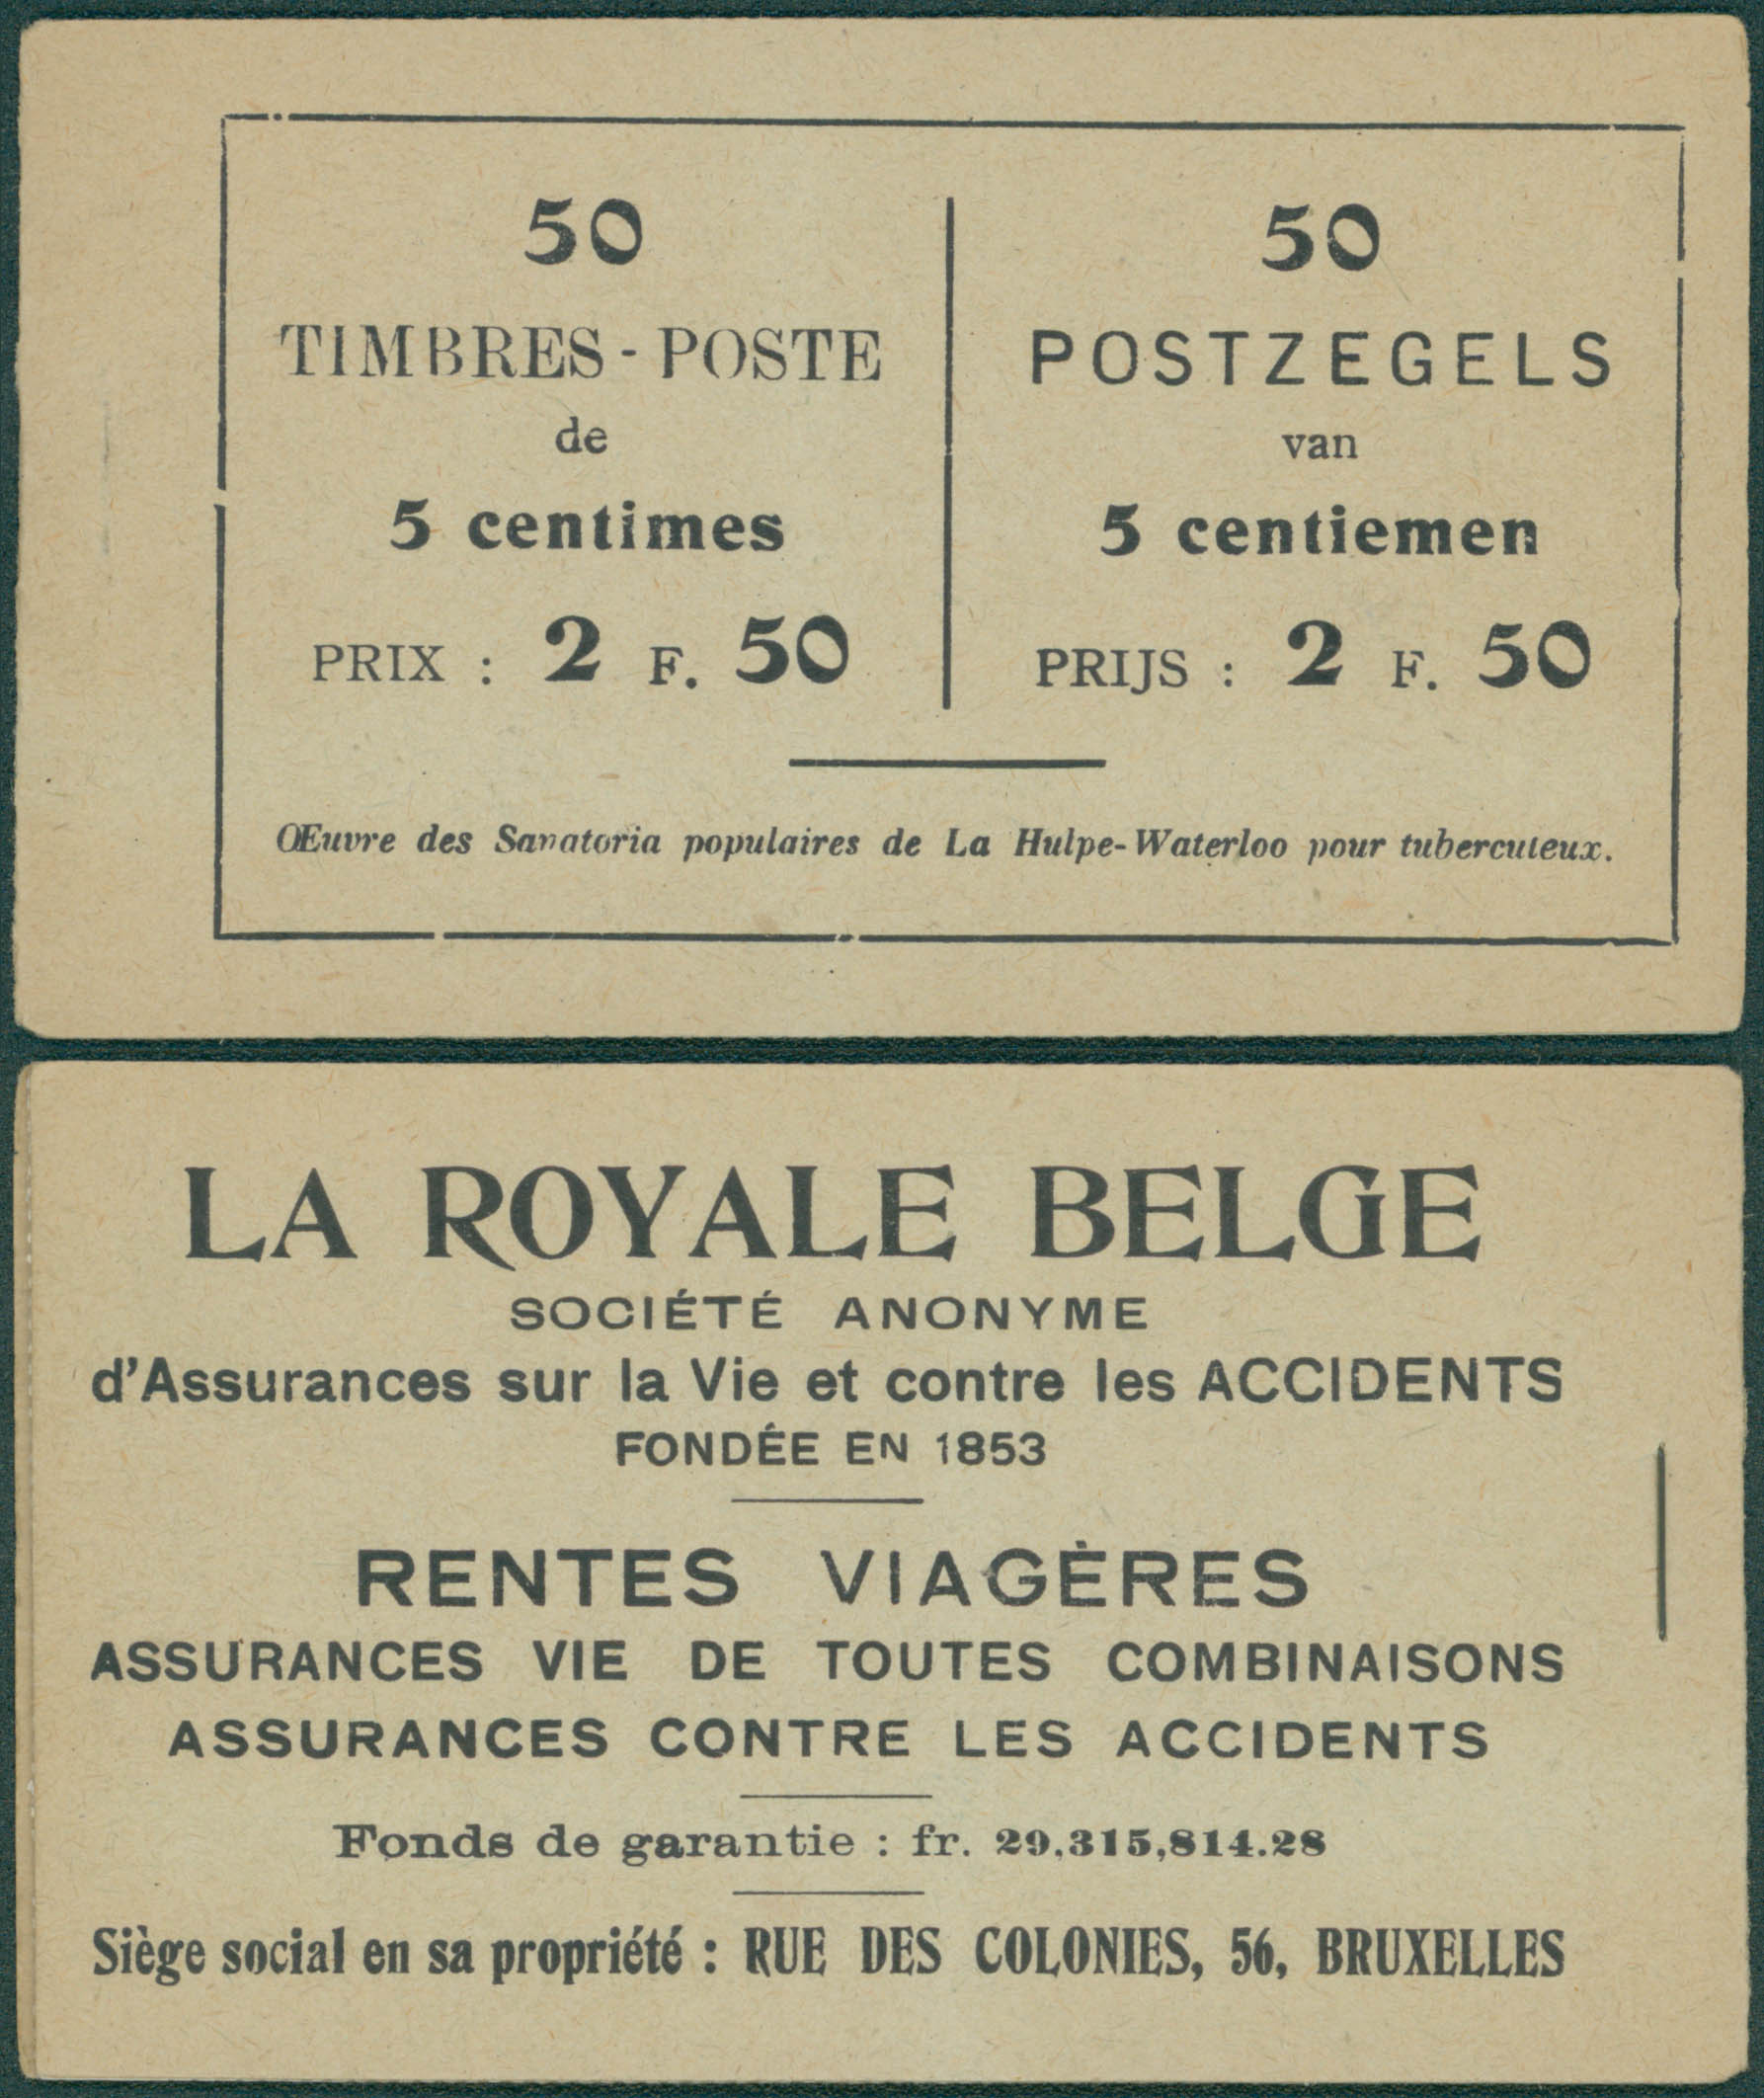 50
TIMBRES-POSTE
de
5 centimes
PRIX : 2 F. 50
50
POSTZEGELS
van
5 centiemen
PRIJS : 2 F. 50
Œuvre des Sanatoria populaires de La Hulpe-Waterloo pour tuberculeux.
LA ROYALE BELGE
SOCIÉTÉ ANONYME
d'Assurances sur la Vie et contre les ACCIDENTS
FONDÉE EN 1853
RENTES VIAGÈRES
ASSURANCES VIE DE TOUTES COMBINAISONS
ASSURANCES CONTRE LES ACCIDENTS
Fonds de garantie : fr. 29.315,814.28
Siège social en sa propriété : RUE DES COLONIES, 56, BRUXELLES